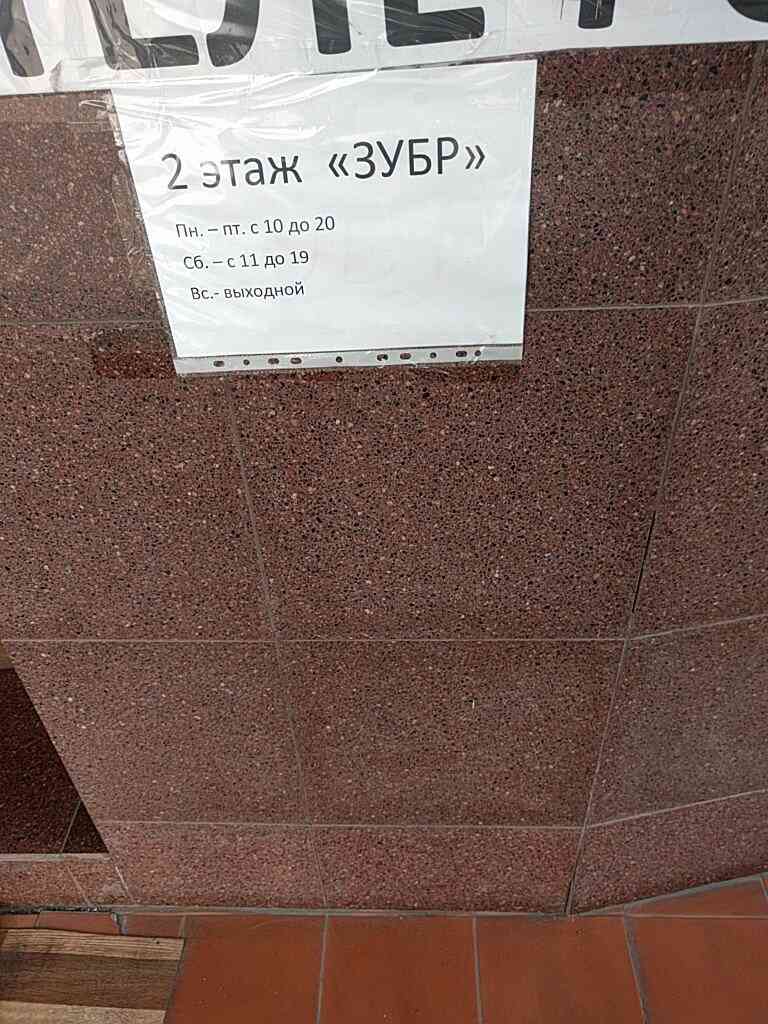 2 этаж «ЗУБР»
Пн. – пт. с 10 до 20
Сб. – с 11 до 19
Вс.- выходной